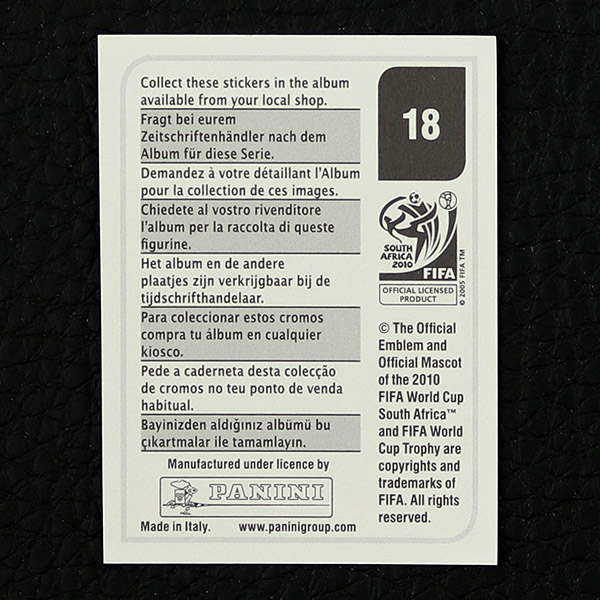 Collect these stickers in the album
available from your local shop.
Fragt bei eurem
Zeitschriftenhändler nach dem
Album für diese Serie.
Demandez à votre détaillant l'Album
pour la collection de ces images.
Chiedete al vostro rivenditore
l'album per la raccolta di queste
figurine.
Het album en de andere
plaatjes zijn verkrijgbaar bij de
tijdschrifthandelaar.
Para coleccionar estos cromos
compra tu álbum en cualquier
kiosco.
Pede a caderneta desta colecção
de cromos no teu ponto de venda
habitual.
Bayinizden aldığınız albümü bu
çıkartmalar ile tamamlayın.
Manufactured under licence by
PANINI
Made in Italy. www.paninigroup.com
18
SOUTH
AFRICA
2010
FIFA
OFFICIAL LICENSED
PRODUCT
© 2005 FIFA TM
© The Official
Emblem and
Official Mascot
of the 2010
FIFA World Cup
South Africa™
and FIFA World
Cup Trophy are
copyrights and
trademarks of
FIFA. All rights
reserved.